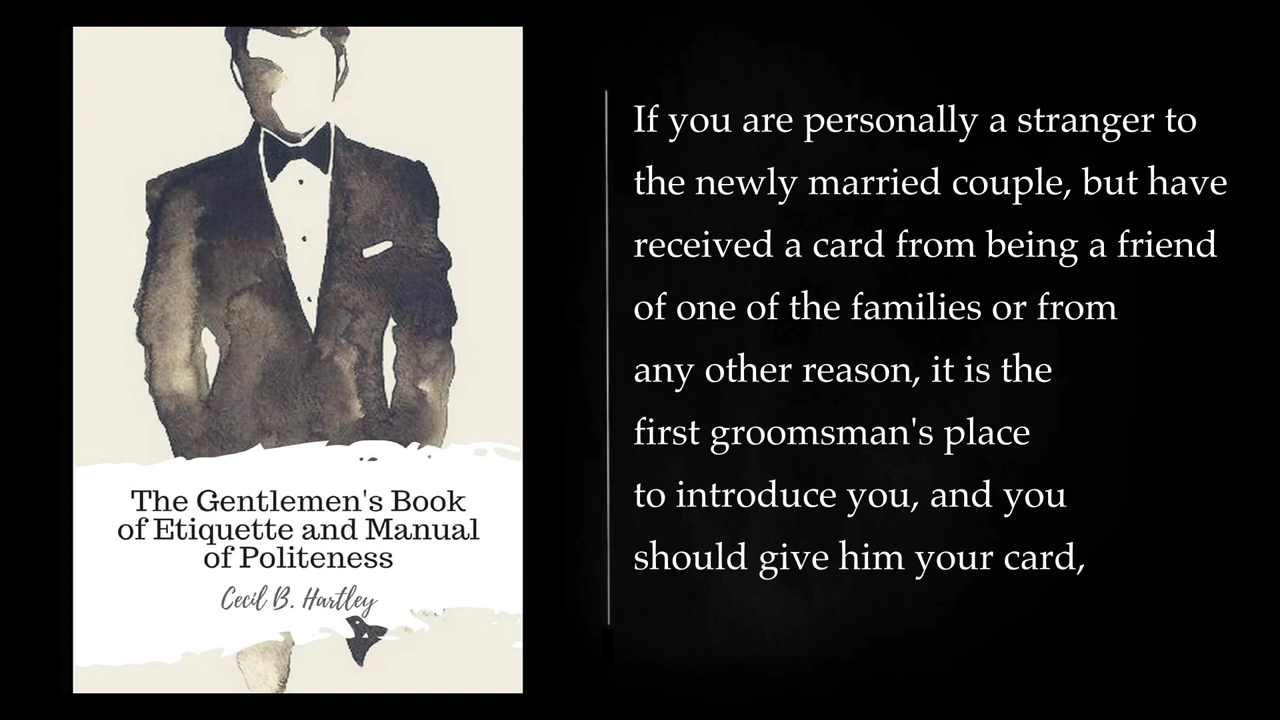 The Gentlemen's Book
of Etiquette and Manual
of Politeness
Cecil B. Hartley
If you are personally a stranger to
the newly married couple, but have
received a card from being a friend
of one of the families or from
any other reason, it is the
first groomsman's place
to introduce you, and you
should give him your card,